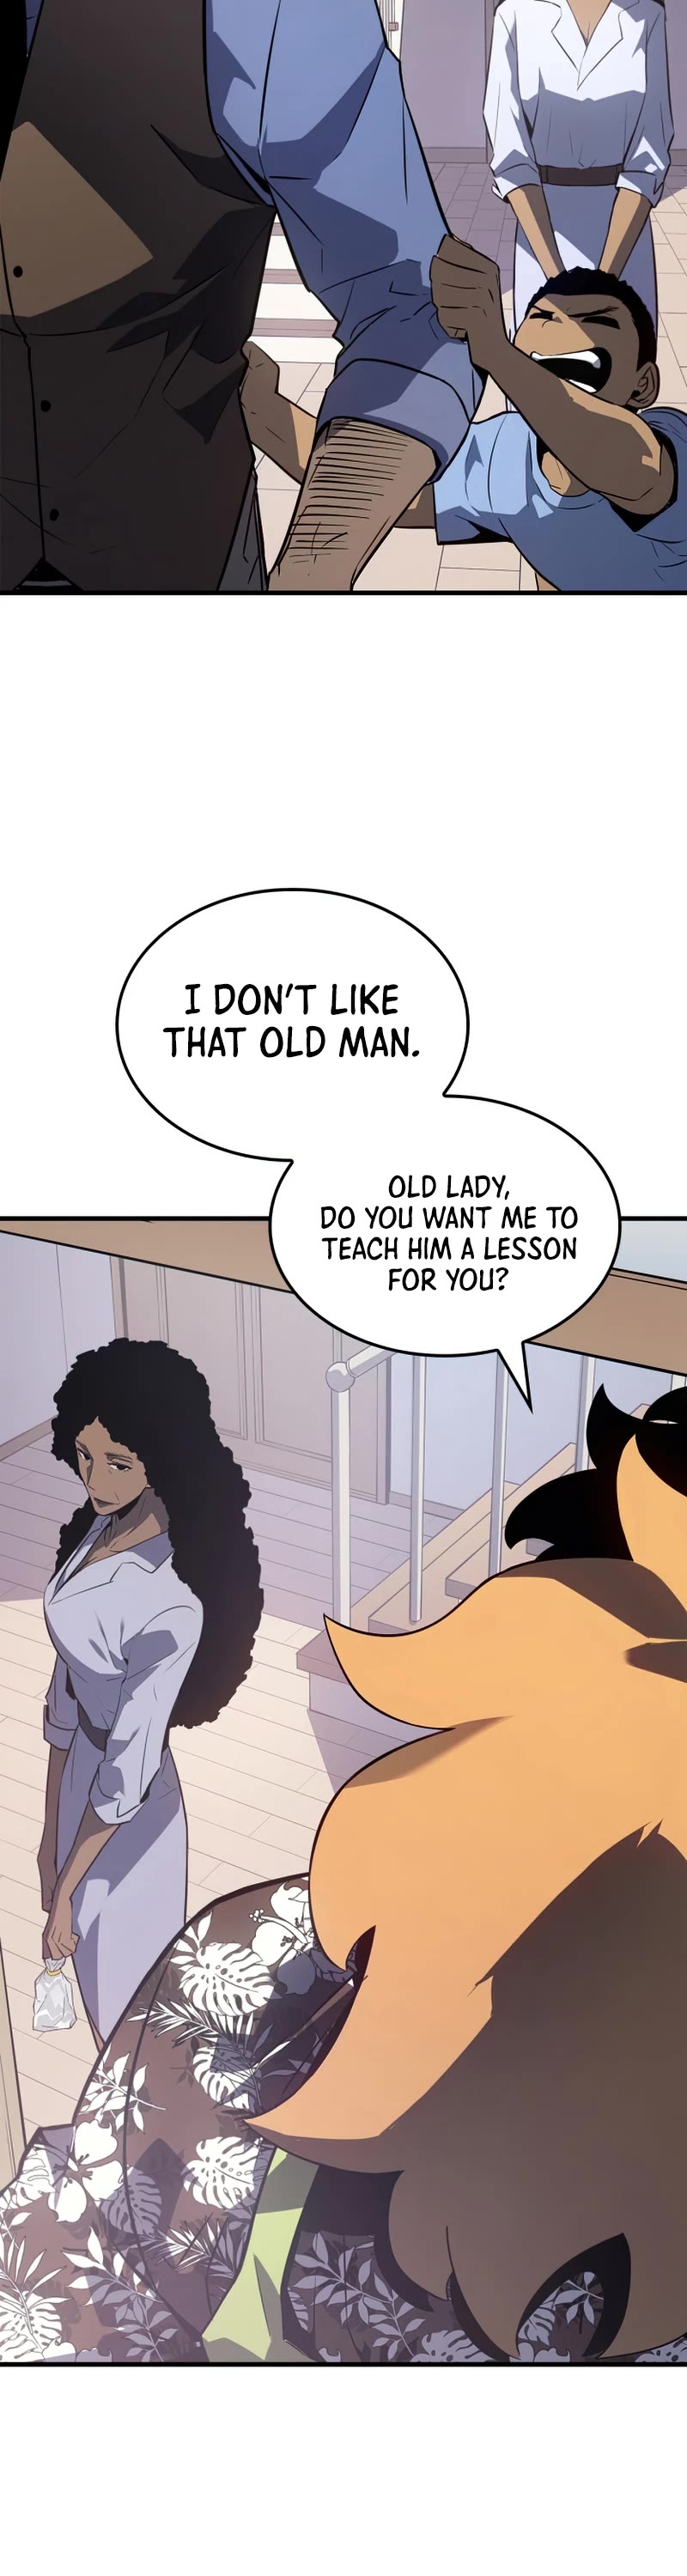 I DON'T LIKE
THAT OLD MAN.
OLD LADY,
DO YOU WANT ME TO
TEACH HIM A LESSON
FOR YOU?